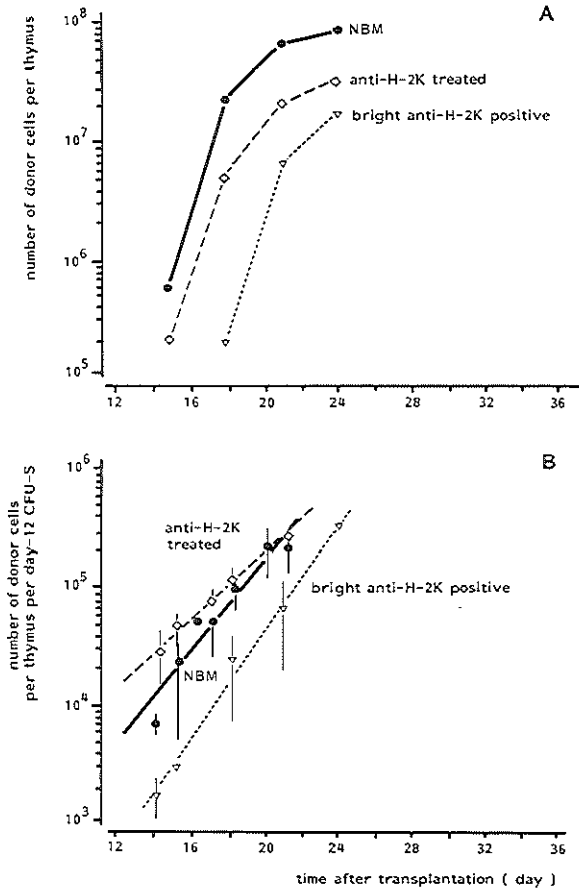 A
10⁸
10⁷
10⁶
10⁵
number of donor cells per thymus
NBM
anti-H-2K treated
bright anti-H-2K positive
12 16 20 24 28 32 36
B
10⁶
10⁵
10⁴
10³
number of donor cells
per thymus per day-12 CFU-S
anti-H-2K
treated
bright anti-H-2K positive
NBM
12 16 20 24 28 32 36
time after transplantation ( day )